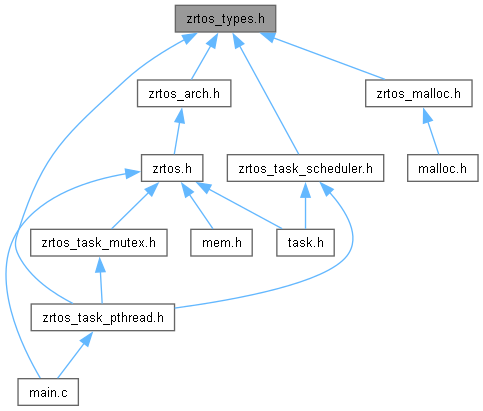 zrtos_types.h
zrtos_arch.h
zrtos_malloc.h
zrtos.h
zrtos_task_scheduler.h
malloc.h
zrtos_task_mutex.h
mem.h
task.h
zrtos_task_pthread.h
main.c